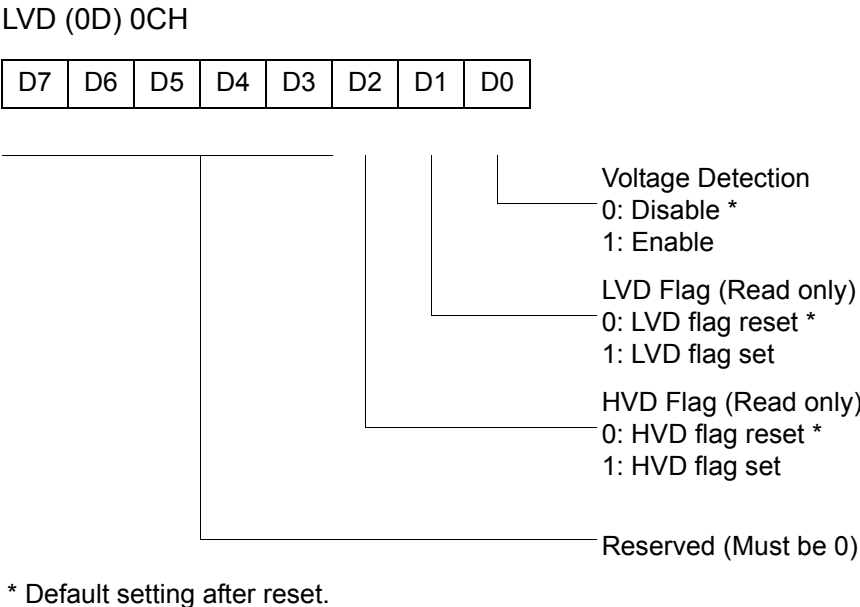 LVD (0D) 0CH
D7 D6 D5 D4 D3 D2 D1 D0
Voltage Detection
0: Disable *
1: Enable
LVD Flag (Read only)
0: LVD flag reset *
1: LVD flag set
HVD Flag (Read only)
0: HVD flag reset *
1: HVD flag set
Reserved (Must be 0)
* Default setting after reset.